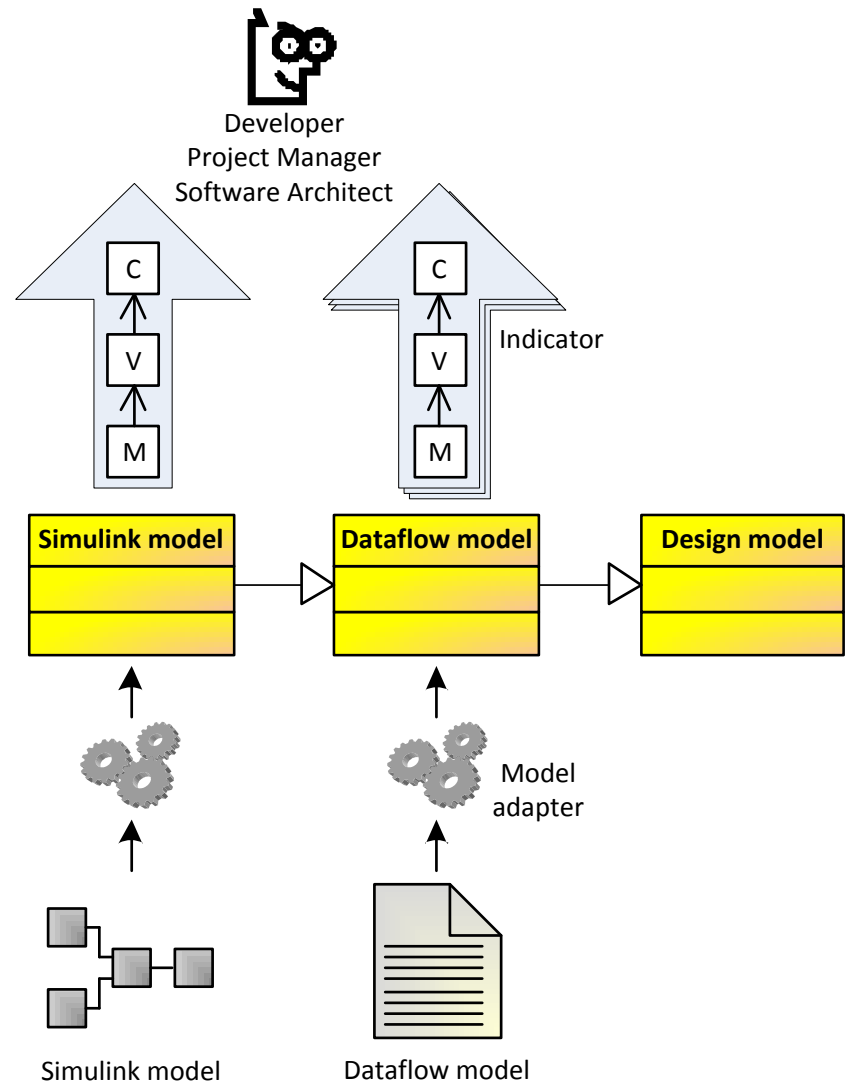 Developer
Project Manager
Software Architect
C
C
Indicator
V
V
M
M
Simulink model
Dataflow model
Design model
Model
adapter
Simulink model
Dataflow model